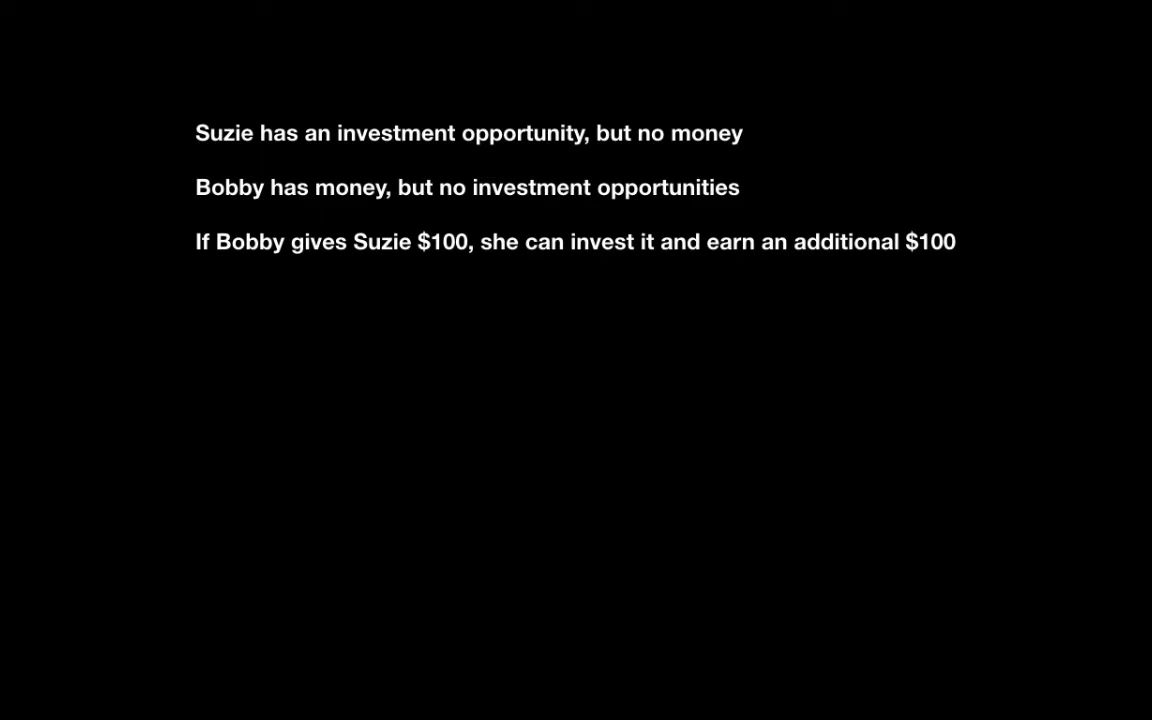 Suzie has an investment opportunity, but no money
Bobby has money, but no investment opportunities
If Bobby gives Suzie $100, she can invest it and earn an additional $100